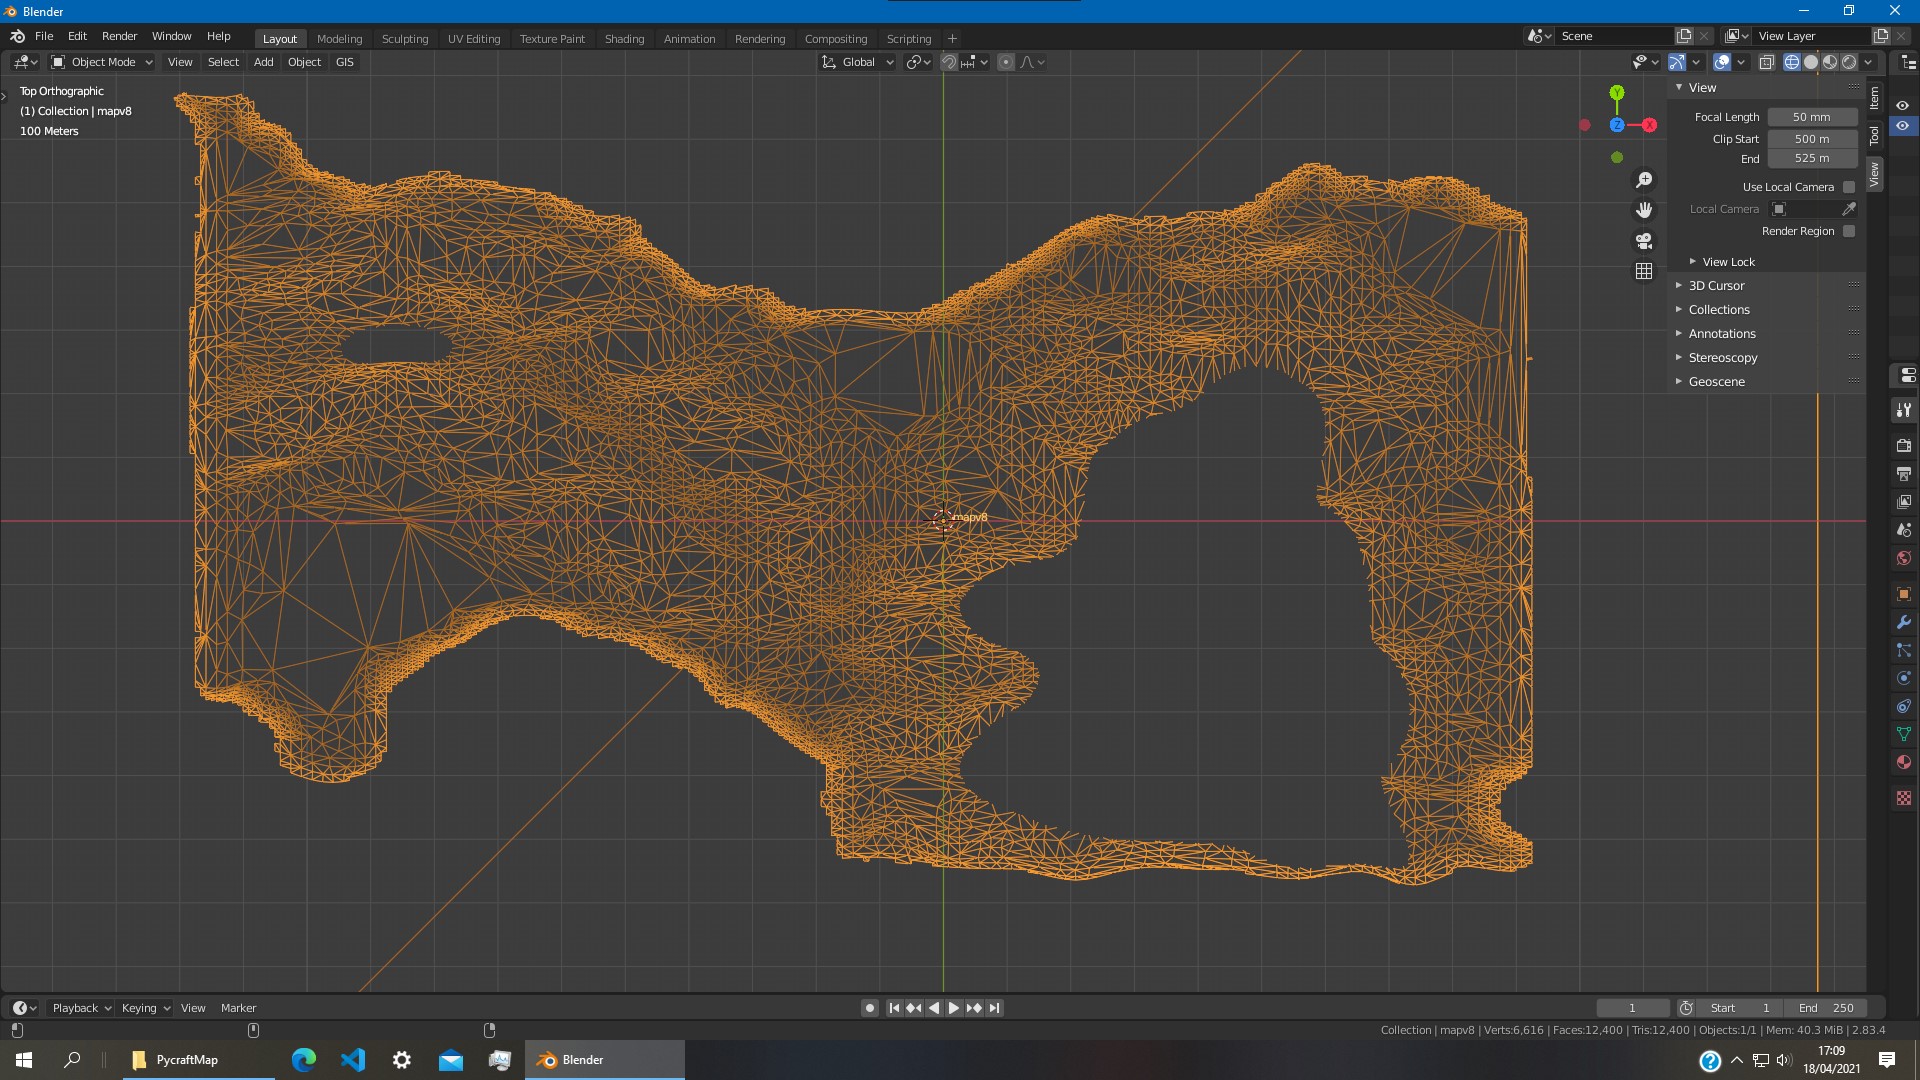 Blender
File Edit Render Window Help Layout Modeling Sculpting UV Editing Texture Paint Shading Animation Rendering Compositing Scripting + Scene View Layer
Object Mode View Select Add Object GIS Global
Top Orthographic
(1) Collection | mapv8
100 Meters
Y
Z
X
View
Focal Length 50 mm
Clip Start 500 m
End 525 m
Use Local Camera
Local Camera
Render Region
View Lock
3D Cursor
Collections
Annotations
Stereoscopy
Geoscene
Item
Tool
View
mapv8
Playback Keying View Marker 1 Start 1 End 250
Collection | mapv8 | Verts:6,616 | Faces:12,400 | Tris:12,400 | Objects:1/1 | Mem: 40.3 MiB | 2.83.4
PycraftMap Blender
17:09
18/04/2021